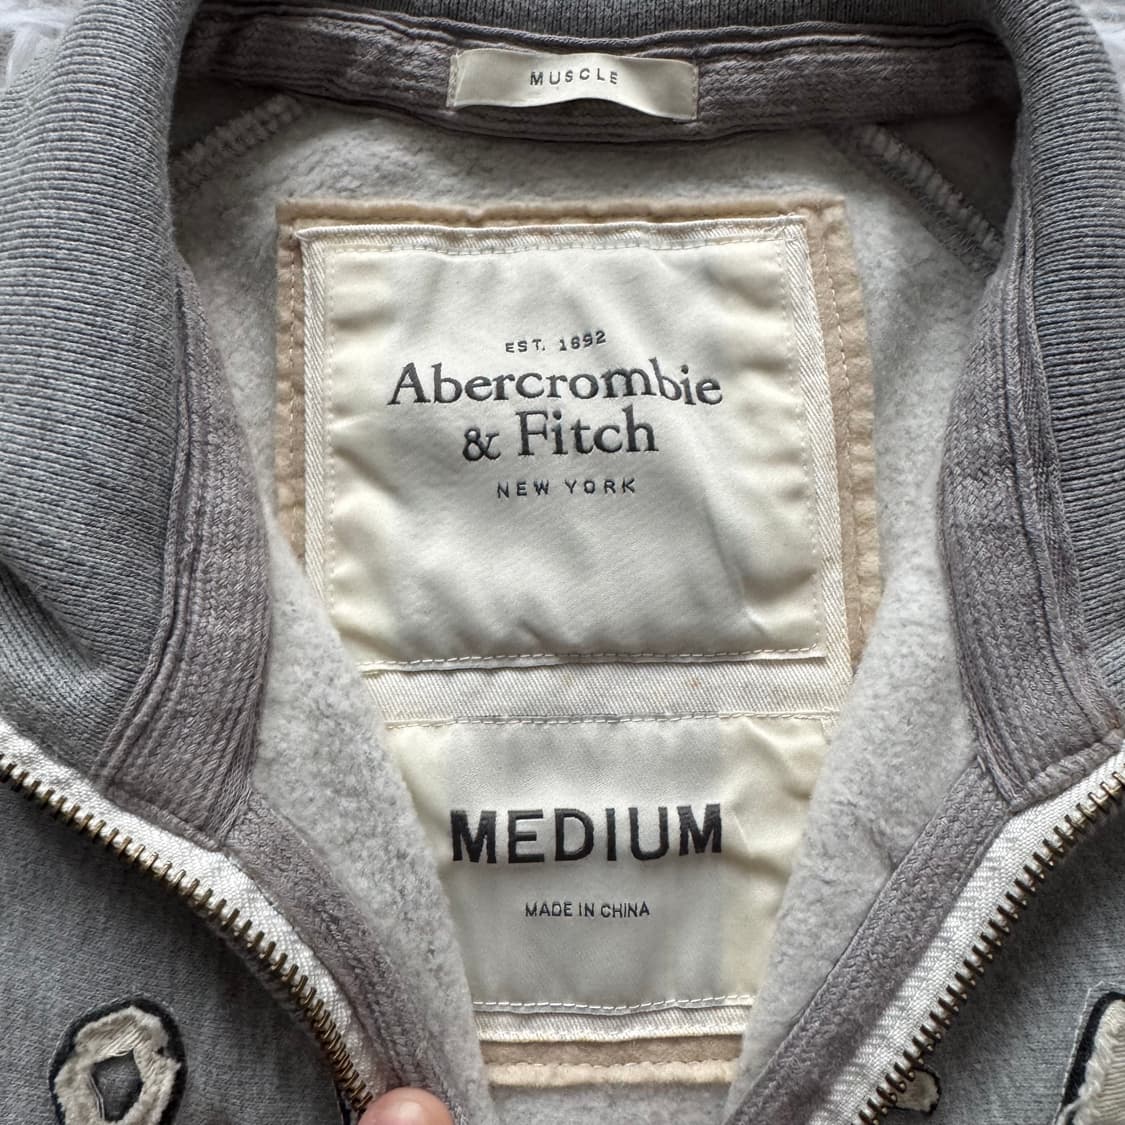 MUSCLE
EST. 1892
Abercrombie
& Fitch
NEW YORK
MEDIUM
MADE IN CHINA